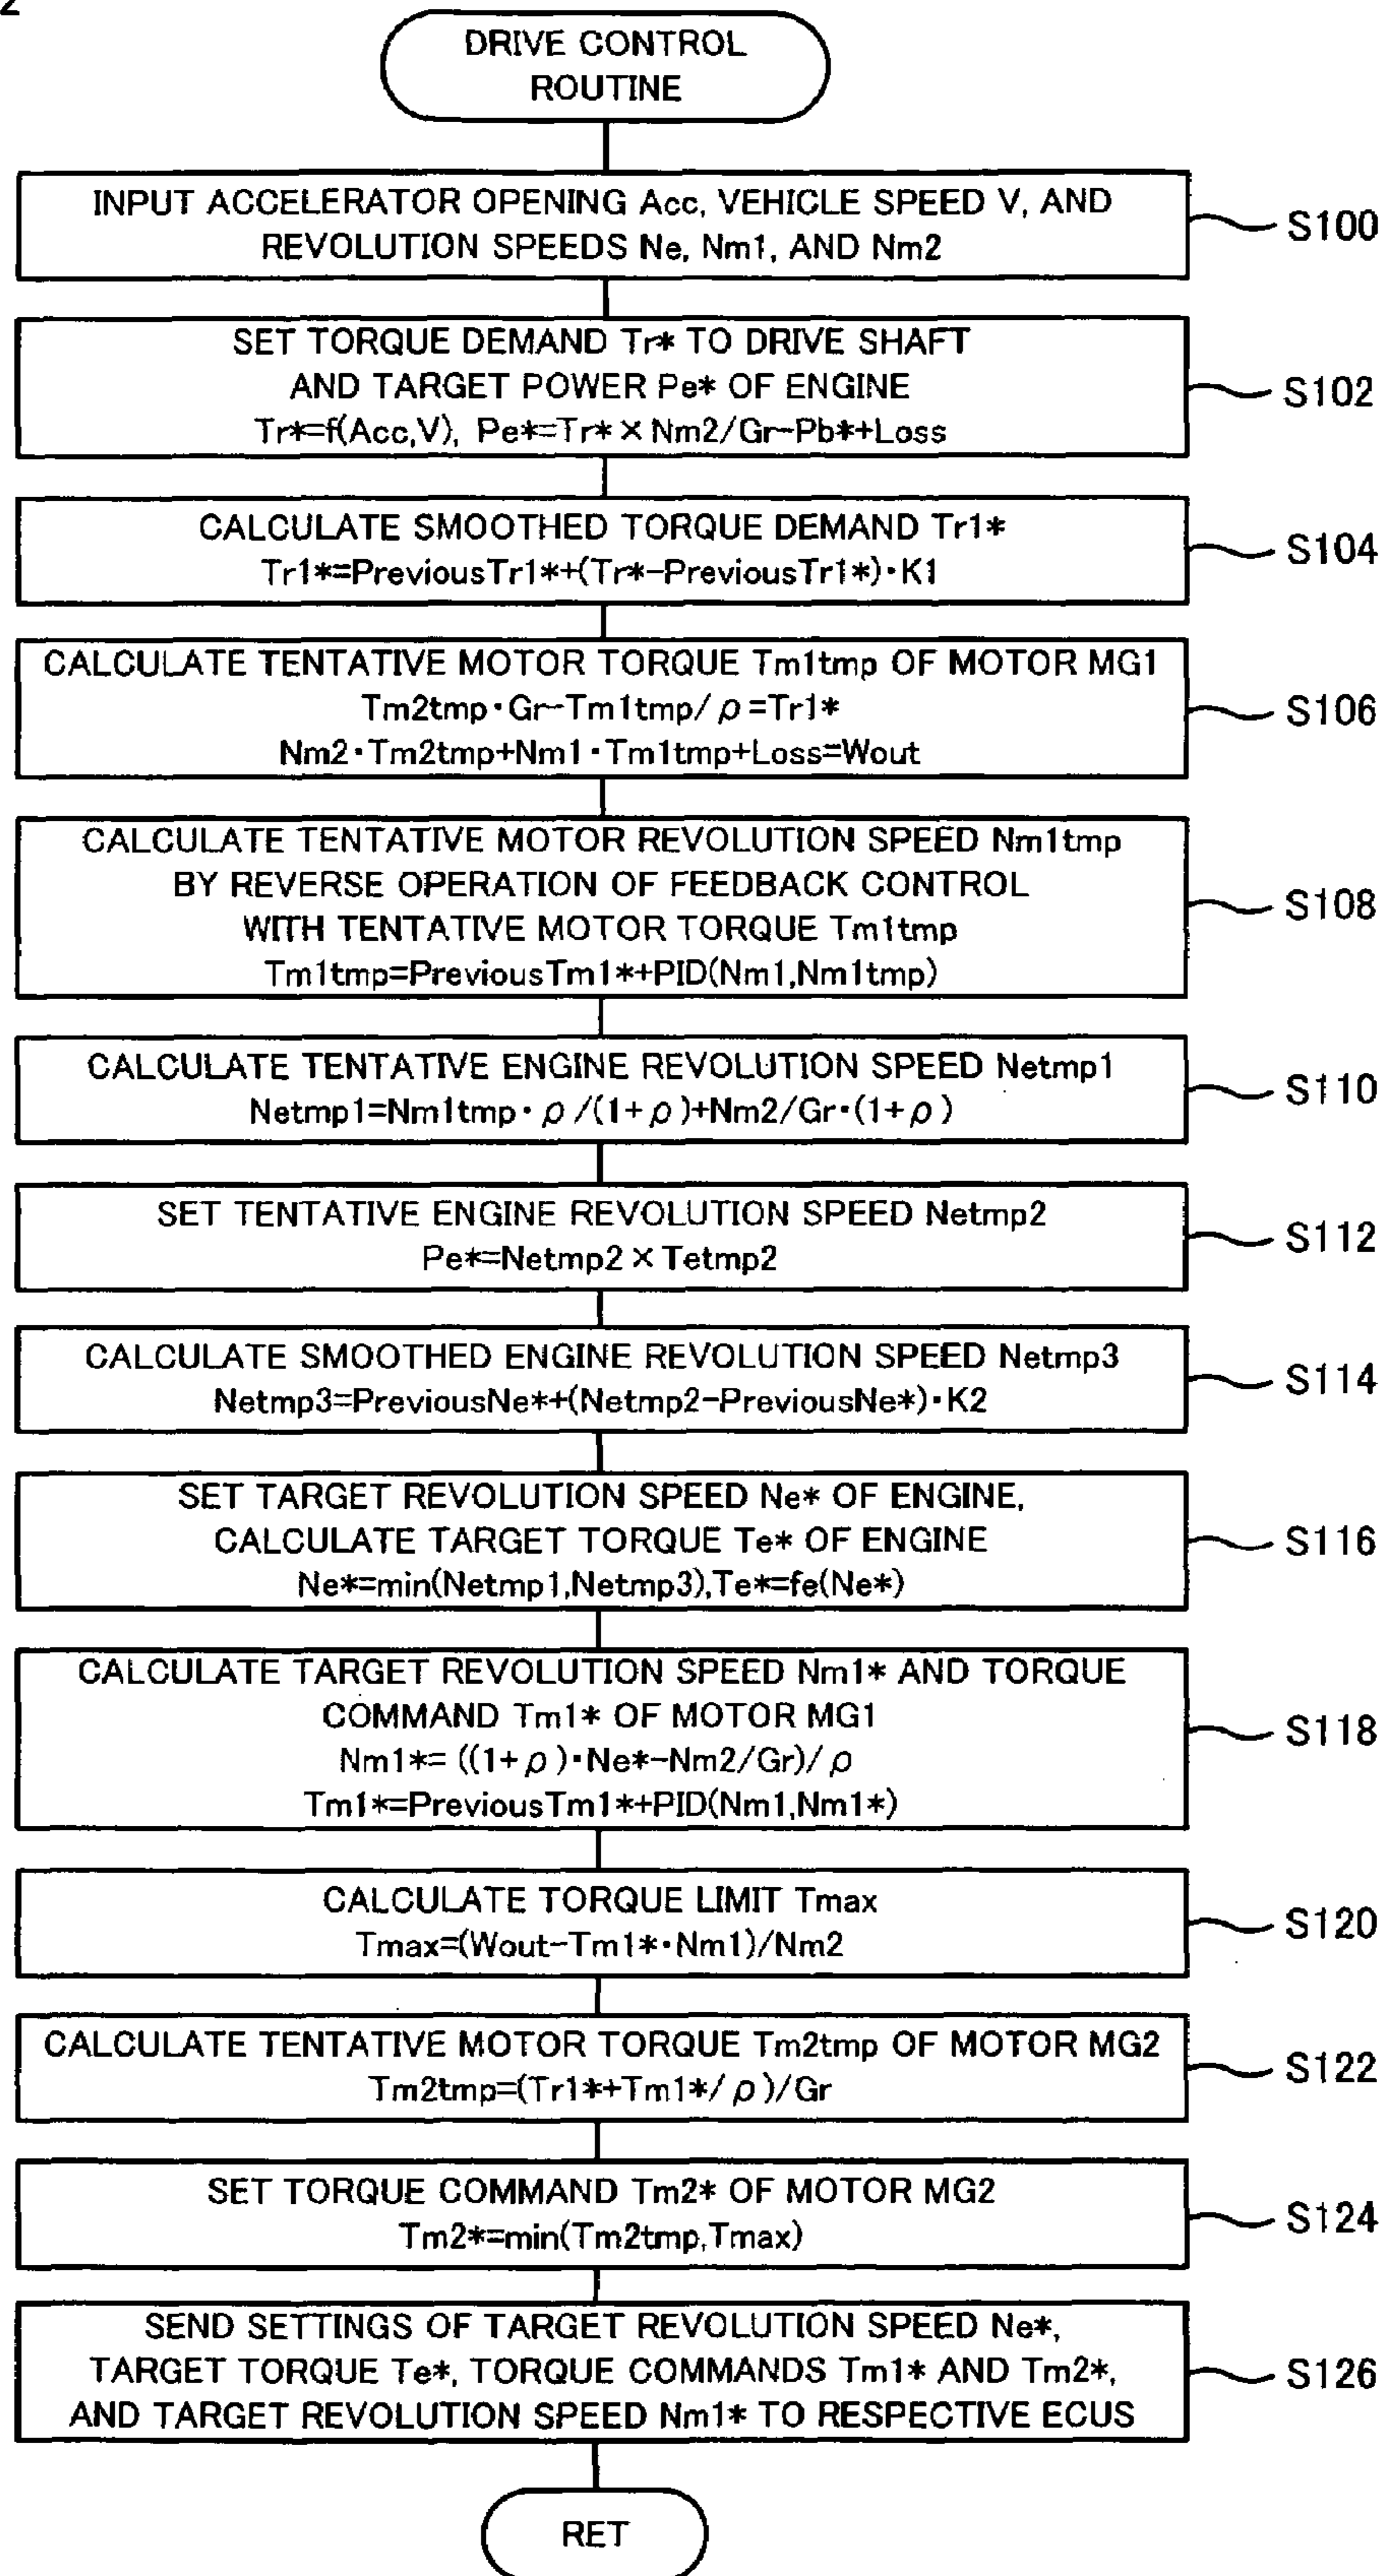 2
DRIVE CONTROL
ROUTINE
INPUT ACCELERATOR OPENING Acc, VEHICLE SPEED V, AND
REVOLUTION SPEEDS Ne, Nm1, AND Nm2
S100
SET TORQUE DEMAND Tr* TO DRIVE SHAFT
AND TARGET POWER Pe* OF ENGINE
Tr*=f(Acc,V), Pe*=Tr*×Nm2/Gr-Pb*+Loss
S102
CALCULATE SMOOTHED TORQUE DEMAND Tr1*
Tr1*=PreviousTr1*+(Tr*-PreviousTr1*)·K1
S104
CALCULATE TENTATIVE MOTOR TORQUE Tm1tmp OF MOTOR MG1
Tm2tmp·Gr-Tm1tmp/ρ=Tr1*
Nm2·Tm2tmp+Nm1·Tm1tmp+Loss=Wout
S106
CALCULATE TENTATIVE MOTOR REVOLUTION SPEED Nm1tmp
BY REVERSE OPERATION OF FEEDBACK CONTROL
WITH TENTATIVE MOTOR TORQUE Tm1tmp
Tm1tmp=PreviousTm1*+PID(Nm1,Nm1tmp)
S108
CALCULATE TENTATIVE ENGINE REVOLUTION SPEED Netmp1
Netmp1=Nm1tmp·ρ/(1+ρ)+Nm2/Gr·(1+ρ)
S110
SET TENTATIVE ENGINE REVOLUTION SPEED Netmp2
Pe*=Netmp2×Tetmp2
S112
CALCULATE SMOOTHED ENGINE REVOLUTION SPEED Netmp3
Netmp3=PreviousNe*+(Netmp2-PreviousNe*)·K2
S114
SET TARGET REVOLUTION SPEED Ne* OF ENGINE,
CALCULATE TARGET TORQUE Te* OF ENGINE
Ne*=min(Netmp1,Netmp3),Te*=fe(Ne*)
S116
CALCULATE TARGET REVOLUTION SPEED Nm1* AND TORQUE
COMMAND Tm1* OF MOTOR MG1
Nm1*= ((1+ρ)·Ne*-Nm2/Gr)/ρ
Tm1*=PreviousTm1*+PID(Nm1,Nm1*)
S118
CALCULATE TORQUE LIMIT Tmax
Tmax=(Wout-Tm1*·Nm1)/Nm2
S120
CALCULATE TENTATIVE MOTOR TORQUE Tm2tmp OF MOTOR MG2
Tm2tmp=(Tr1*+Tm1*/ρ)/Gr
S122
SET TORQUE COMMAND Tm2* OF MOTOR MG2
Tm2*=min(Tm2tmp,Tmax)
S124
SEND SETTINGS OF TARGET REVOLUTION SPEED Ne*,
TARGET TORQUE Te*, TORQUE COMMANDS Tm1* AND Tm2*,
AND TARGET REVOLUTION SPEED Nm1* TO RESPECTIVE ECUS
S126
RET